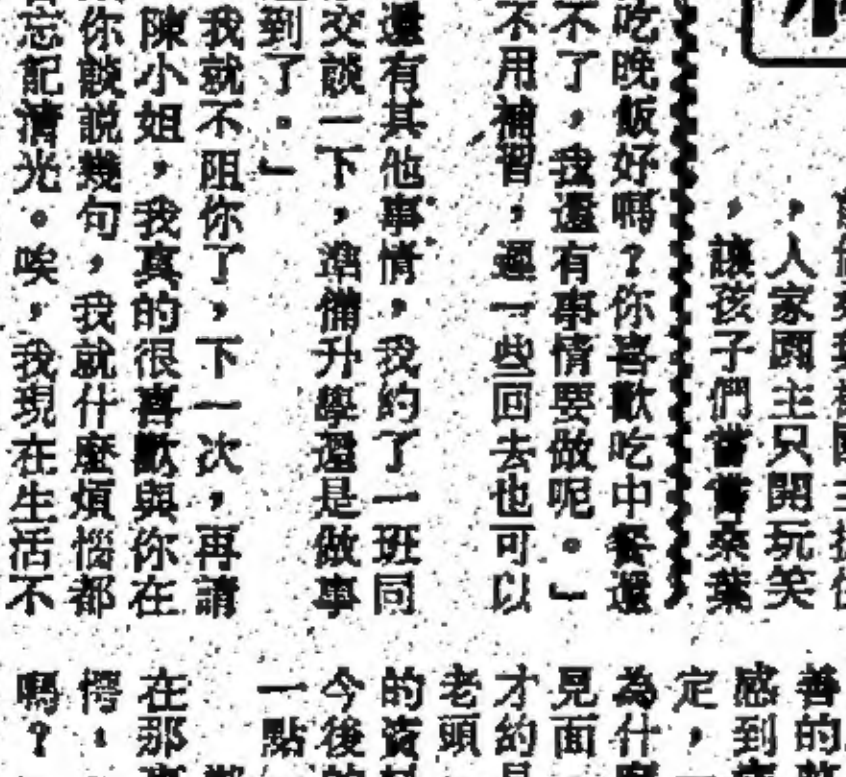 ，人家園主只開玩笑
，讓孩子們嘗嘗桑葉
吃晚飯好嗎？你喜歡吃中餐還
不了，我還有事情要做呢。」
不用補習，遲一些回去也可以
還有其他事情，我約了一班同
交談一下，準備升學還是做事
到了。」
我就不阻你了，下一次，再請
陳小姐，我真的很喜歡與你在
你談說幾句，我就什麼煩惱都
忘記清光。唉，我現在生活不
善的
感到
定，
為什
見面
才約
老頭
的資料
今後的
一點
在那
愕
嗎？